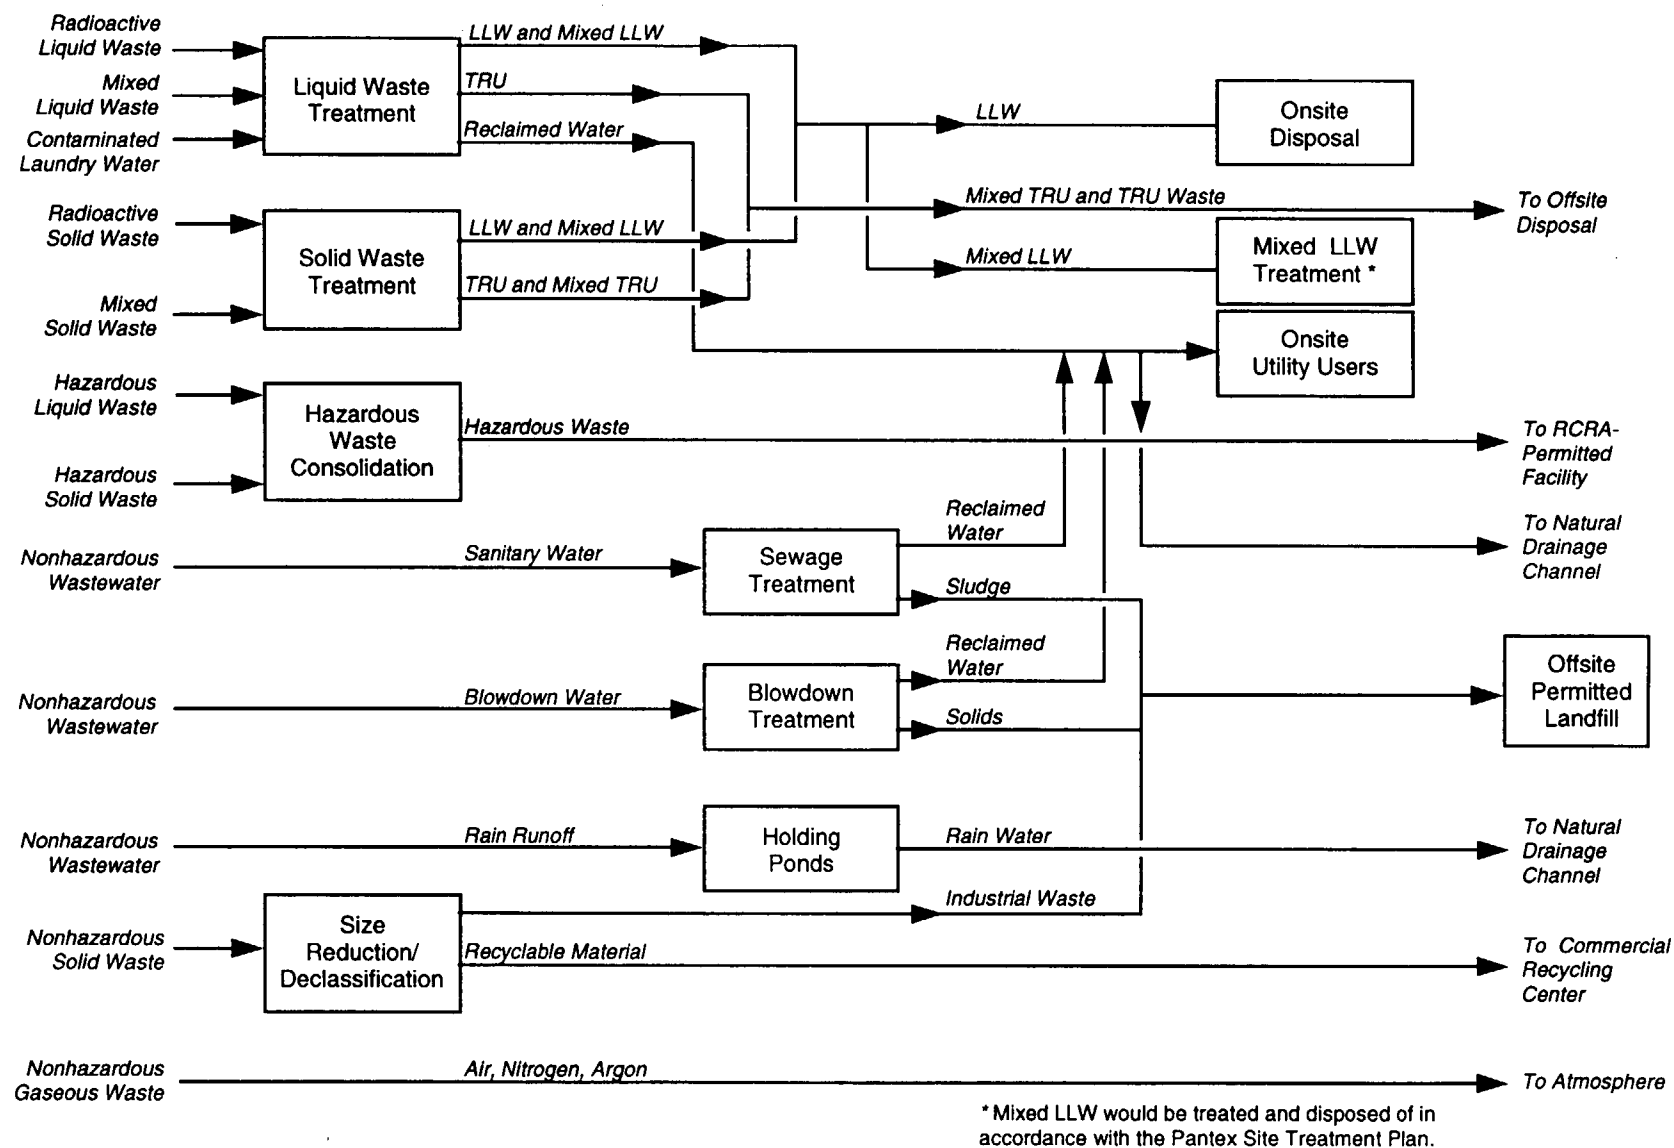 Radioactive
Liquid Waste
LLW and Mixed LLW
Mixed
Liquid Waste
Liquid Waste
Treatment
TRU
Contaminated
Laundry Water
Reclaimed Water
LLW
Onsite
Disposal
Radioactive
Solid Waste
Solid Waste
Treatment
LLW and Mixed LLW
Mixed TRU and TRU Waste
To Offsite
Disposal
Mixed LLW
Mixed LLW
Treatment *
Mixed
Solid Waste
TRU and Mixed TRU
Onsite
Utility Users
Hazardous
Liquid Waste
Hazardous
Waste
Consolidation
Hazardous Waste
To RCRA-
Permitted
Facility
Hazardous
Solid Waste
Nonhazardous
Wastewater
Sanitary Water
Sewage
Treatment
Reclaimed
Water
Sludge
To Natural
Drainage
Channel
Nonhazardous
Wastewater
Blowdown Water
Blowdown
Treatment
Reclaimed
Water
Solids
Offsite
Permitted
Landfill
Nonhazardous
Wastewater
Rain Runoff
Holding
Ponds
Rain Water
To Natural
Drainage
Channel
Nonhazardous
Solid Waste
Size
Reduction/
Declassification
Industrial Waste
Recyclable Material
To Commercial
Recycling
Center
Nonhazardous
Gaseous Waste
Air, Nitrogen, Argon
To Atmosphere
* Mixed LLW would be treated and disposed of in
accordance with the Pantex Site Treatment Plan.